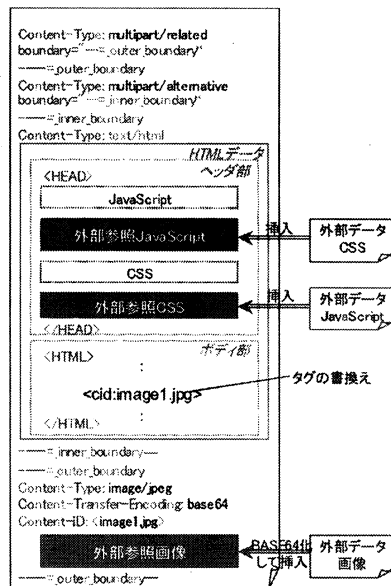 Content-Type: multipart/related
boundary="----=_outer_boundary"
----=_outer_boundary
Content-Type: multipart/alternative
boundary="----=_inner_boundary"
----=_inner_boundary
Content-Type: text/html
HTMLデータ
ヘッダ部
<HEAD>
JavaScript
外部参照JavaScript
挿入
外部データ
CSS
CSS
外部参照CSS
挿入
外部データ
JavaScript
</HEAD>
<HTML>
ボディ部
:
<cid:image1.jpg>
タグの書換え
:
</HTML>
----=_inner_boundary--
----=_outer_boundary
Content-Type: image/jpeg
Content-Transfer-Encoding: base64
Content-ID: <image1.jpg>
外部参照画像
BASE64化
して挿入
外部データ
画像
----=_outer_boundary--